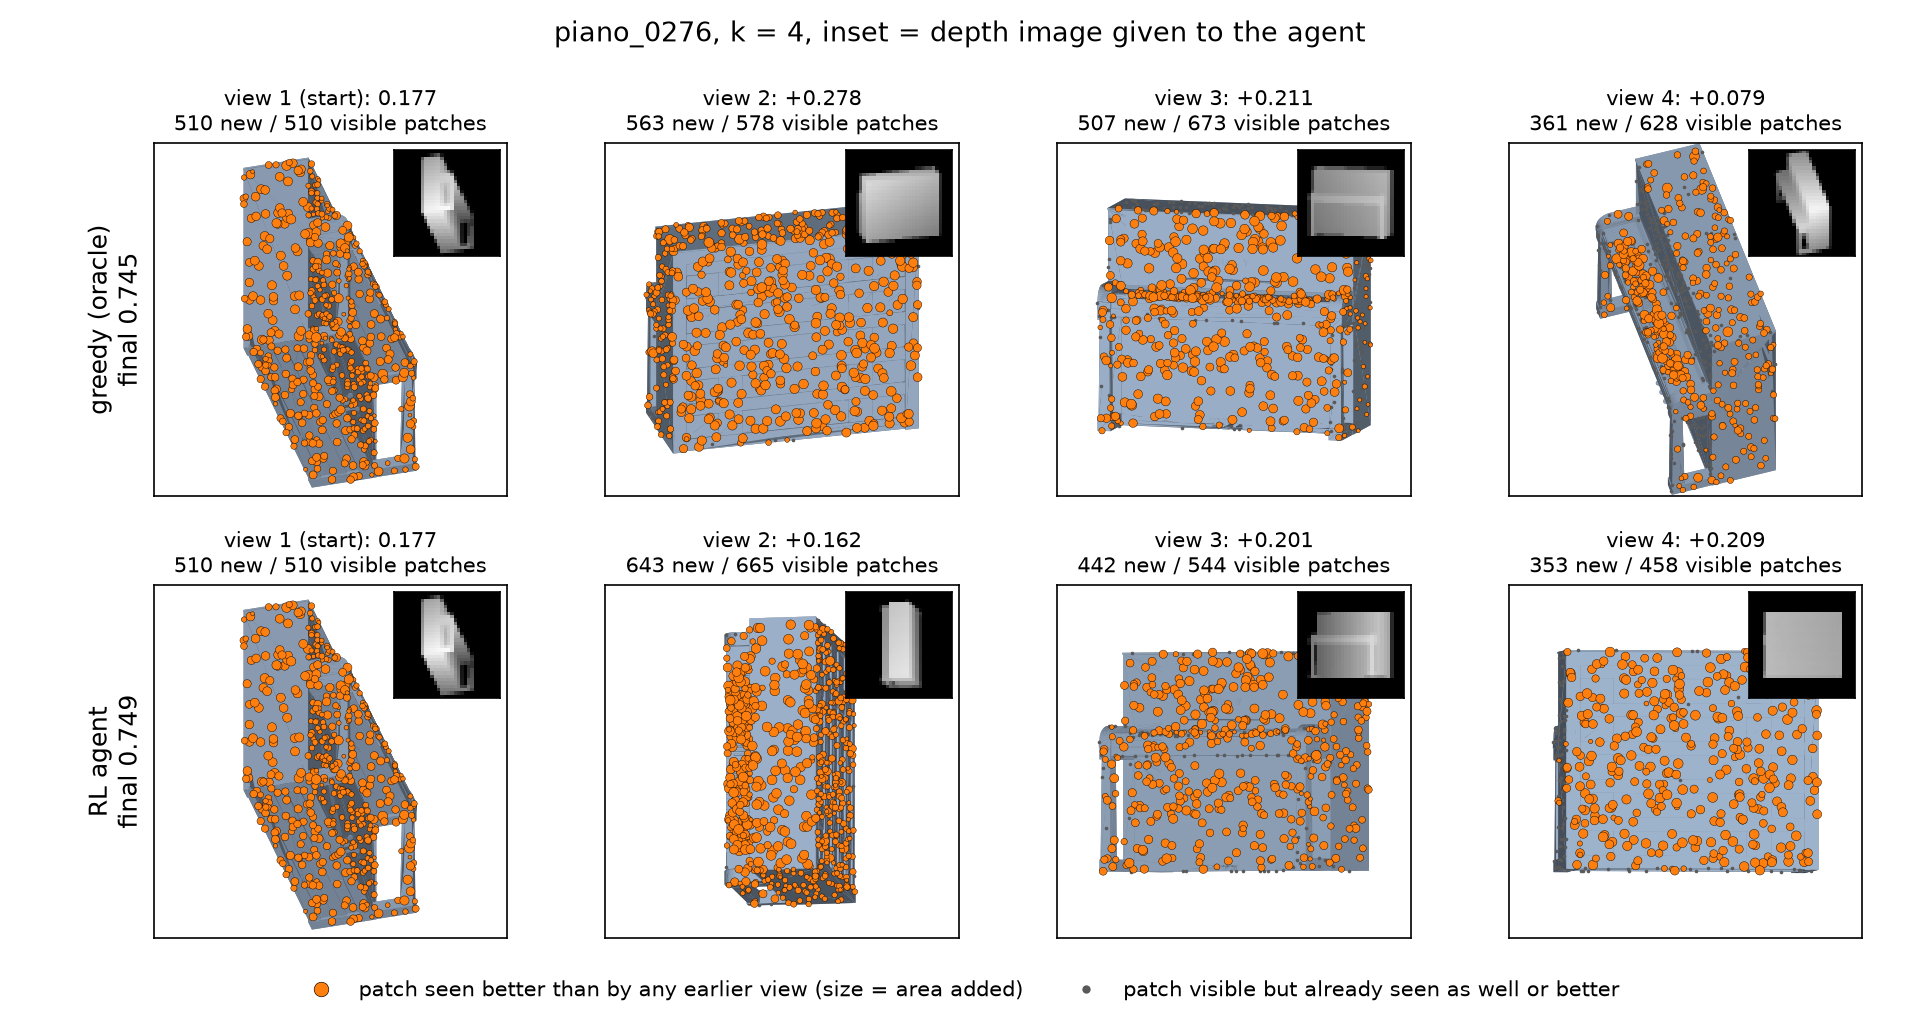 piano_0276, k = 4, inset = depth image given to the agent
view 1 (start): 0.177
510 new / 510 visible patches
view 2: +0.278
563 new / 578 visible patches
view 3: +0.211
507 new / 673 visible patches
view 4: +0.079
361 new / 628 visible patches
greedy (oracle)
final 0.745
view 1 (start): 0.177
510 new / 510 visible patches
view 2: +0.162
643 new / 665 visible patches
view 3: +0.201
442 new / 544 visible patches
view 4: +0.209
353 new / 458 visible patches
RL agent
final 0.749
patch seen better than by any earlier view (size = area added)
patch visible but already seen as well or better